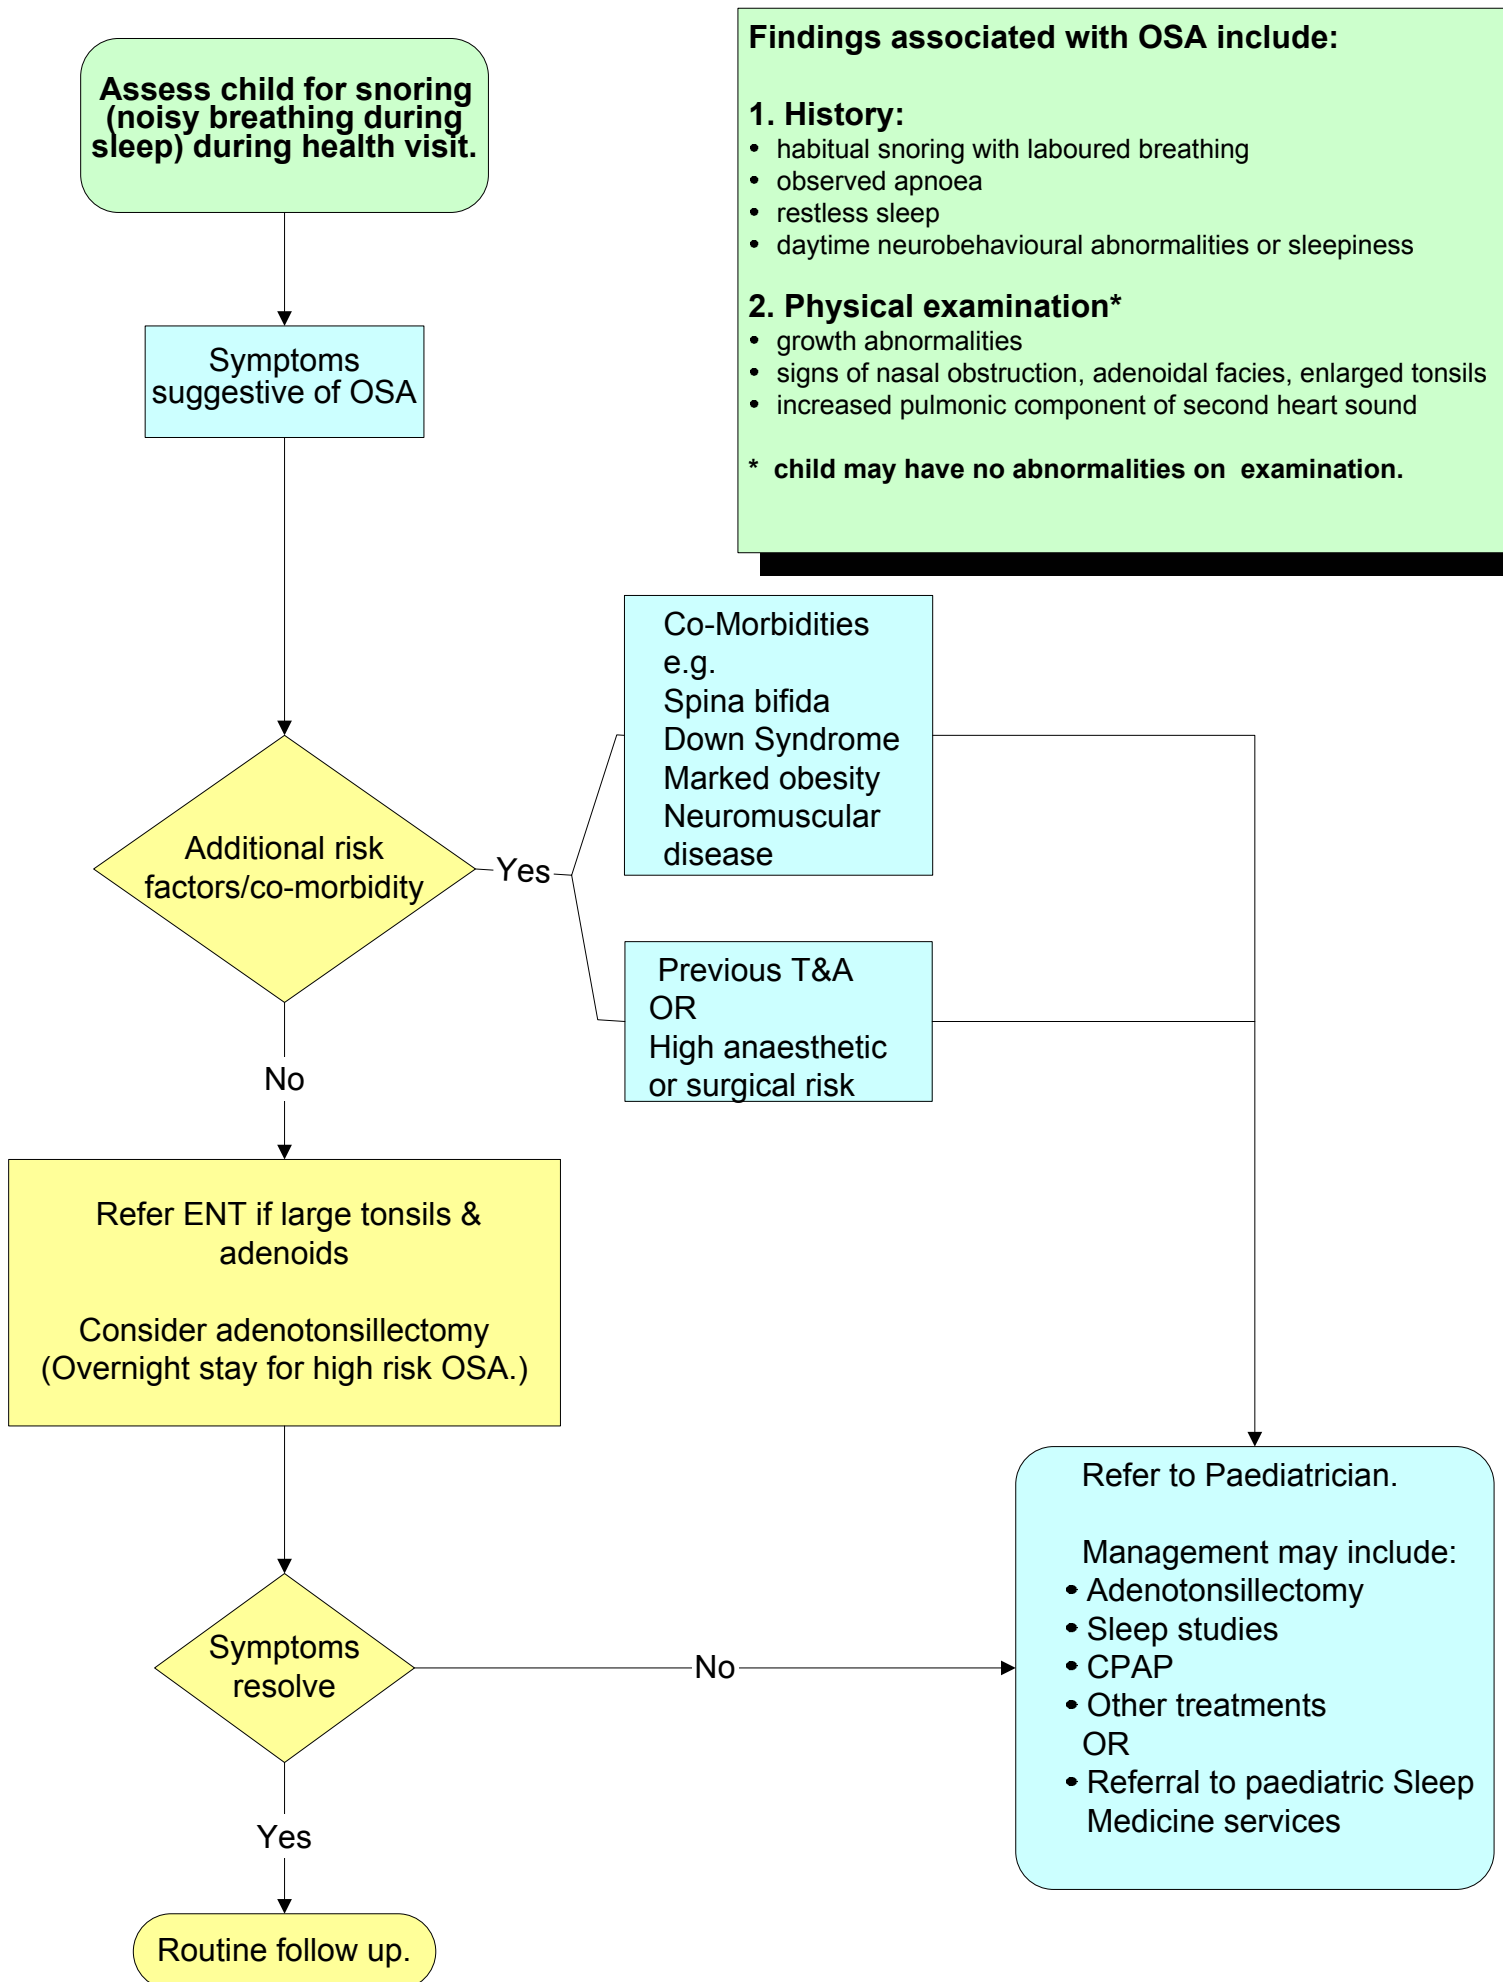 Assess child for snoring
(noisy breathing during
sleep) during health visit.
Findings associated with OSA include:
1. History:
• habitual snoring with laboured breathing
• observed apnoea
• restless sleep
• daytime neurobehavioural abnormalities or sleepiness
2. Physical examination*
• growth abnormalities
• signs of nasal obstruction, adenoidal facies, enlarged tonsils
• increased pulmonic component of second heart sound
* child may have no abnormalities on examination.
Symptoms
suggestive of OSA
Additional risk
factors/co-morbidity
Yes
Co-Morbidities
e.g.
Spina bifida
Down Syndrome
Marked obesity
Neuromuscular
disease
Previous T&A
OR
High anaesthetic
or surgical risk
No
Refer ENT if large tonsils &
adenoids
Consider adenotonsillectomy
(Overnight stay for high risk OSA.)
Symptoms
resolve
No
Refer to Paediatrician.
Management may include:
• Adenotonsillectomy
• Sleep studies
• CPAP
• Other treatments
OR
• Referral to paediatric Sleep
Medicine services
Yes
Routine follow up.